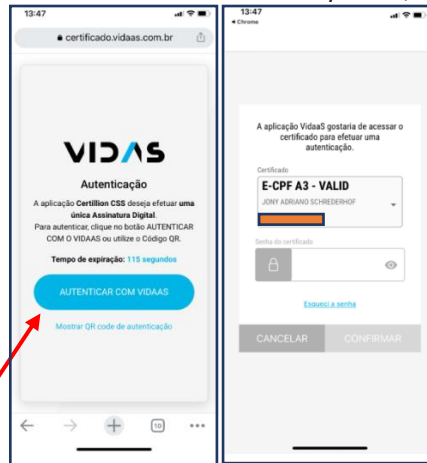 13:47
certificado.vidaas.com.br
VIDAS
Autenticação
A aplicação Certillion CSS deseja efetuar uma
única Assinatura Digital.
Para autenticar, clique no botão AUTENTICAR
COM O VIDAAS ou utilize o Código QR.
Tempo de expiração: 115 segundos
AUTENTICAR COM VIDAAS
Mostrar QR code de autenticação
10
13:47
Chrome
A aplicação VidaaS gostaria de acessar o
certificado para efetuar uma
autenticação.
Certificado
E-CPF A3 - VALID
JONY ADRIANO SCHREDERHOF
Senha do certificado
Esqueci a senha
CANCELAR
CONFIRMAR